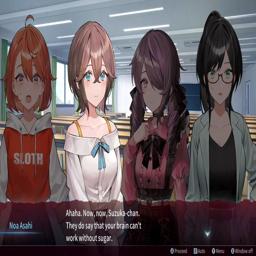 SLOTH
Noa Asahi
Ahaha. Now, now, Suzuka-chan.
They do say that your brain can't
work without sugar.
Proceed Auto Menu Window off